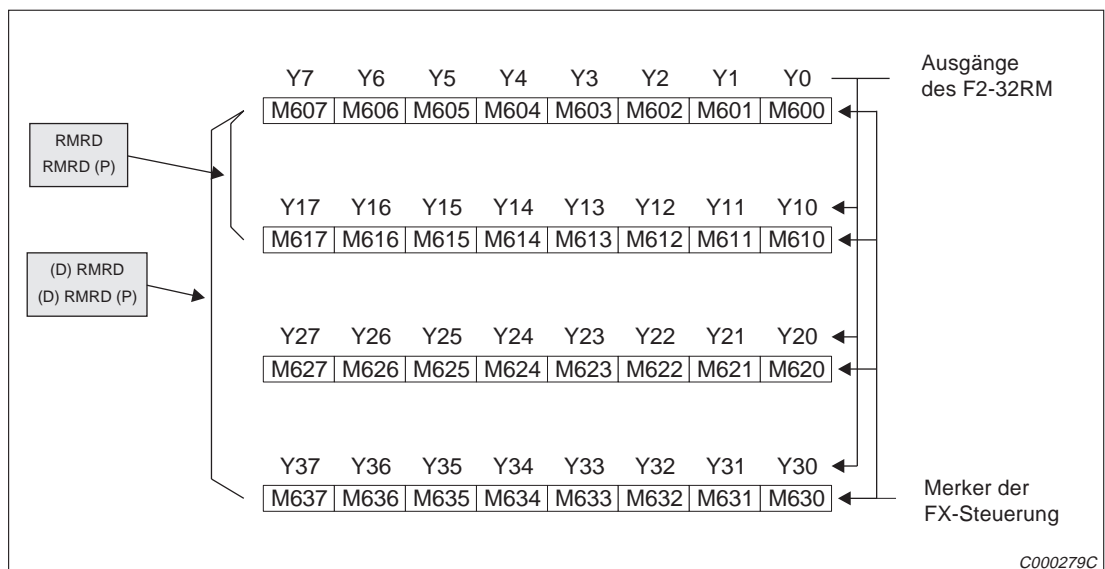 Y7 Y6 Y5 Y4 Y3 Y2 Y1 Y0
Ausgänge
des F2-32RM
M607 M606 M605 M604 M603 M602 M601 M600
RMRD
RMRD (P)
Y17 Y16 Y15 Y14 Y13 Y12 Y11 Y10
M617 M616 M615 M614 M613 M612 M611 M610
(D) RMRD
(D) RMRD (P)
Y27 Y26 Y25 Y24 Y23 Y22 Y21 Y20
M627 M626 M625 M624 M623 M622 M621 M620
Y37 Y36 Y35 Y34 Y33 Y32 Y31 Y30
M637 M636 M635 M634 M633 M632 M631 M630
Merker der
FX-Steuerung
C000279C